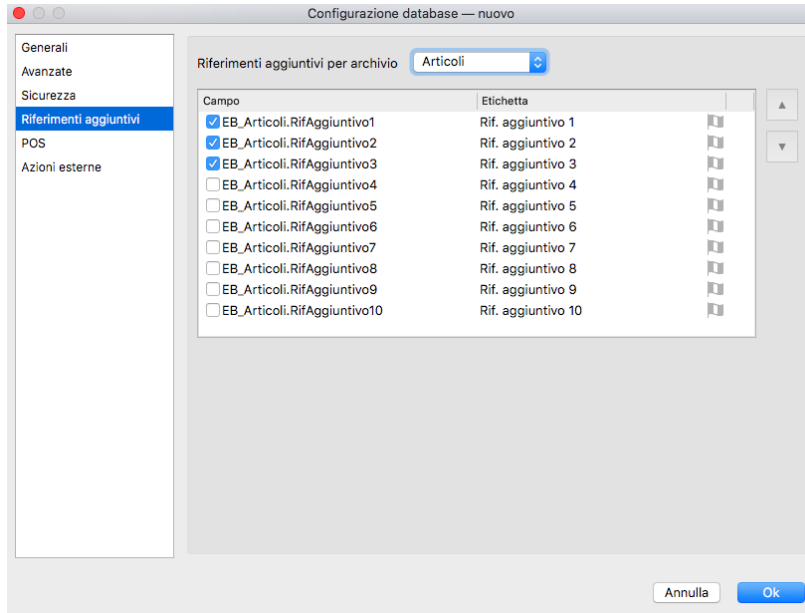 Configurazione database — nuovo
Generali
Avanzate
Sicurezza
Riferimenti aggiuntivi
POS
Azioni esterne
Riferimenti aggiuntivi per archivio Articoli
Campo Etichetta
EB_Articoli.RifAggiuntivo1 Rif. aggiuntivo 1
EB_Articoli.RifAggiuntivo2 Rif. aggiuntivo 2
EB_Articoli.RifAggiuntivo3 Rif. aggiuntivo 3
EB_Articoli.RifAggiuntivo4 Rif. aggiuntivo 4
EB_Articoli.RifAggiuntivo5 Rif. aggiuntivo 5
EB_Articoli.RifAggiuntivo6 Rif. aggiuntivo 6
EB_Articoli.RifAggiuntivo7 Rif. aggiuntivo 7
EB_Articoli.RifAggiuntivo8 Rif. aggiuntivo 8
EB_Articoli.RifAggiuntivo9 Rif. aggiuntivo 9
EB_Articoli.RifAggiuntivo10 Rif. aggiuntivo 10
Annulla Ok